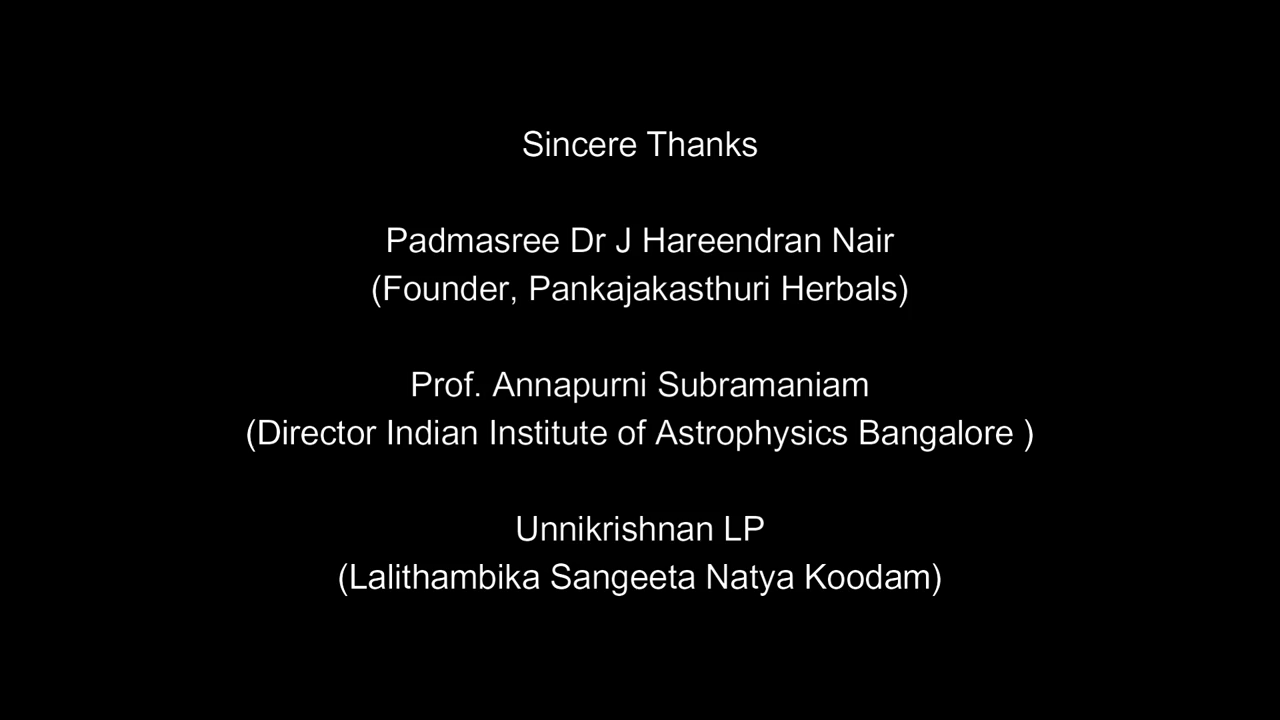 Sincere Thanks
Padmasree Dr J Hareendran Nair
(Founder, Pankajakasthuri Herbals)
Prof. Annapurni Subramaniam
(Director Indian Institute of Astrophysics Bangalore )
Unnikrishnan LP
(Lalithambika Sangeeta Natya Koodam)